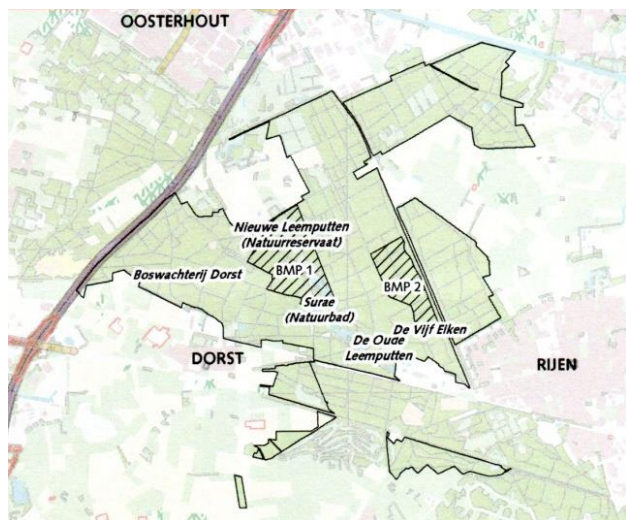 OOSTERHOUT
Nieuwe Leemputten
(Natuurreservaat)
Boswachterij Dorst
BMP 1
BMP 2
Surae
(Natuurbad)
De Vijf Eiken
De Oude
Leemputten
DORST
RIJEN